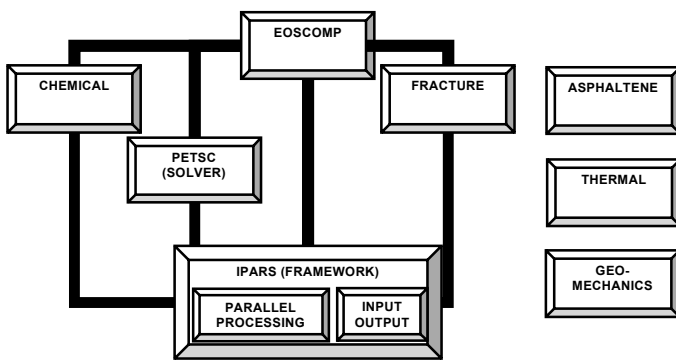 EOSCOMP
CHEMICAL
FRACTURE
ASPHALTENE
PETSC
(SOLVER)
THERMAL
IPARS (FRAMEWORK)
PARALLEL
PROCESSING
INPUT
OUTPUT
GEO-
MECHANICS